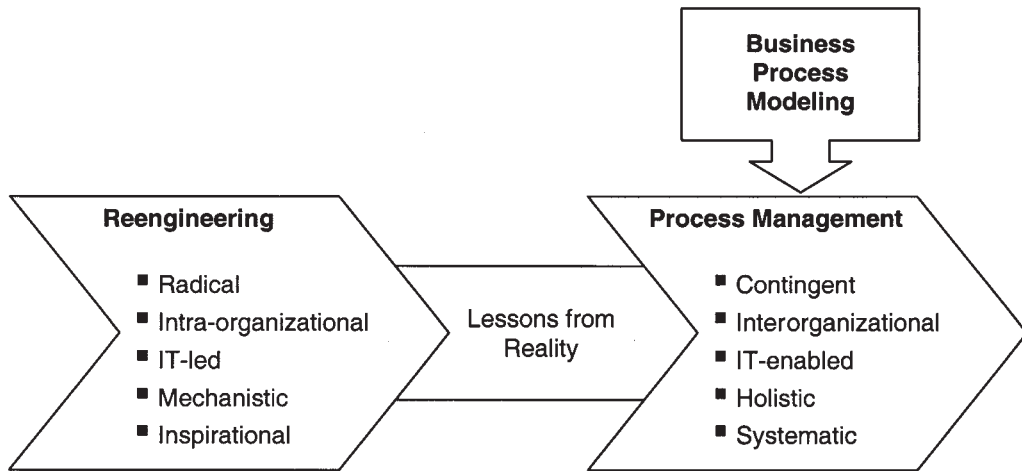 Business
Process
Modeling
Reengineering
▪ Radical
▪ Intra-organizational
▪ IT-led
▪ Mechanistic
▪ Inspirational
Lessons from
Reality
Process Management
▪ Contingent
▪ Interorganizational
▪ IT-enabled
▪ Holistic
▪ Systematic